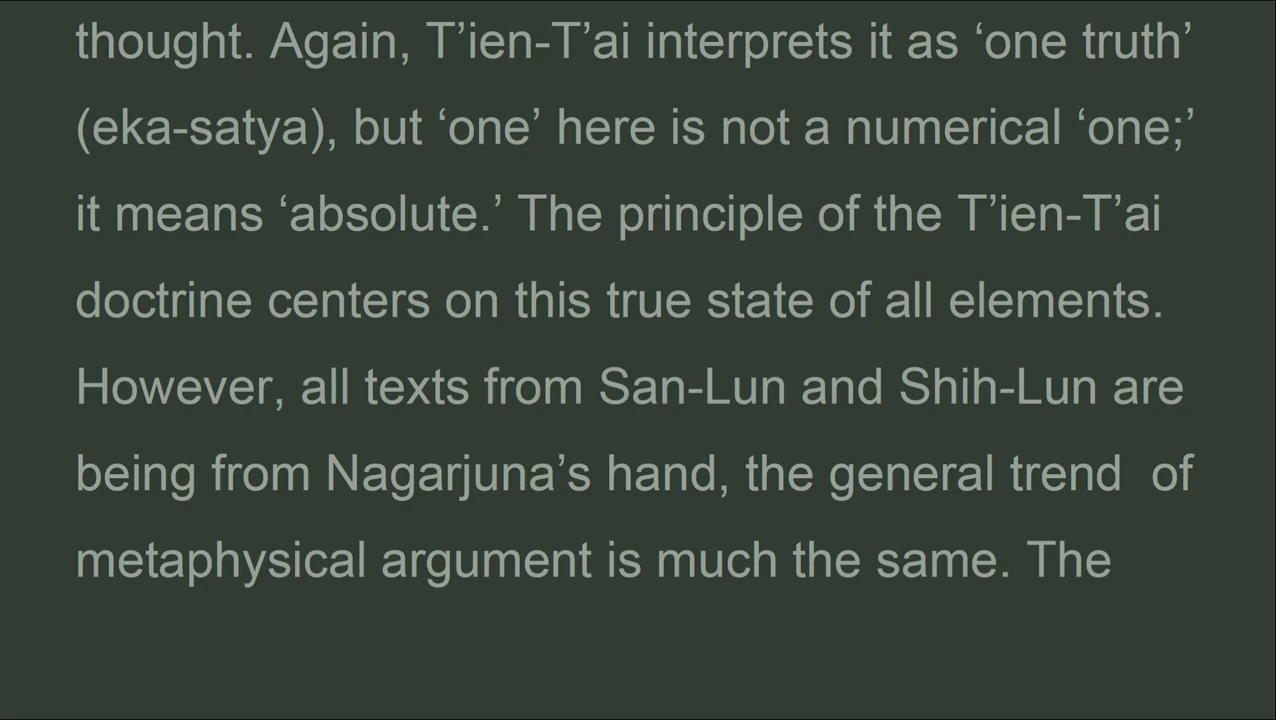 thought. Again, T’ien-T’ai interprets it as ‘one truth’
(eka-satya), but ‘one’ here is not a numerical ‘one;’
it means ‘absolute.’ The principle of the T’ien-T’ai
doctrine centers on this true state of all elements.
However, all texts from San-Lun and Shih-Lun are
being from Nagarjuna’s hand, the general trend  of
metaphysical argument is much the same. The